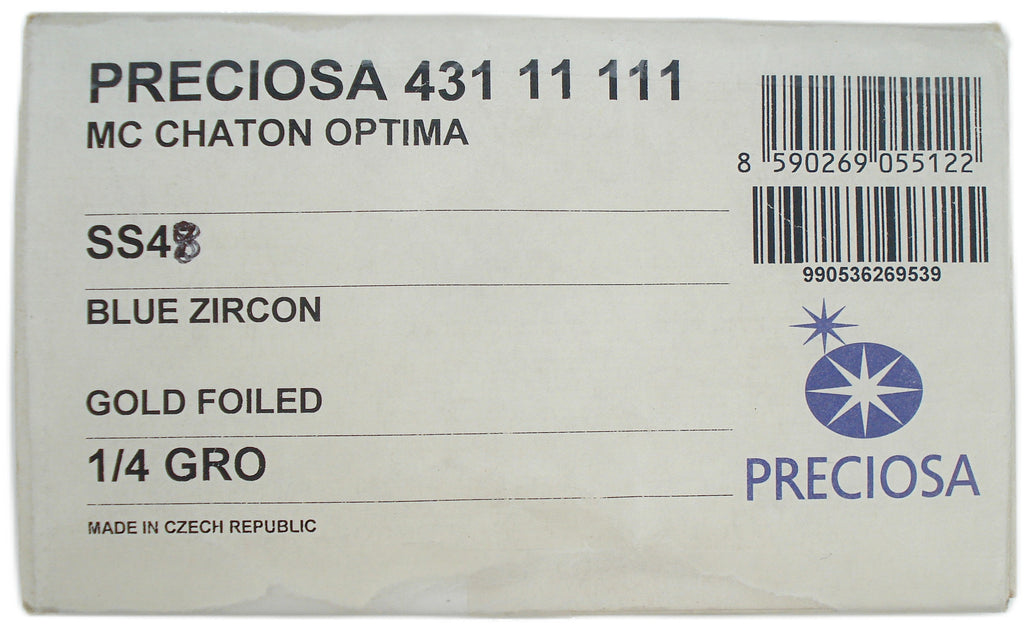 PRECIOSA 431 11 111
MC CHATON OPTIMA
8 590269 055122
SS48
990536269539
BLUE ZIRCON
GOLD FOILED
1/4 GRO
PRECIOSA
MADE IN CZECH REPUBLIC